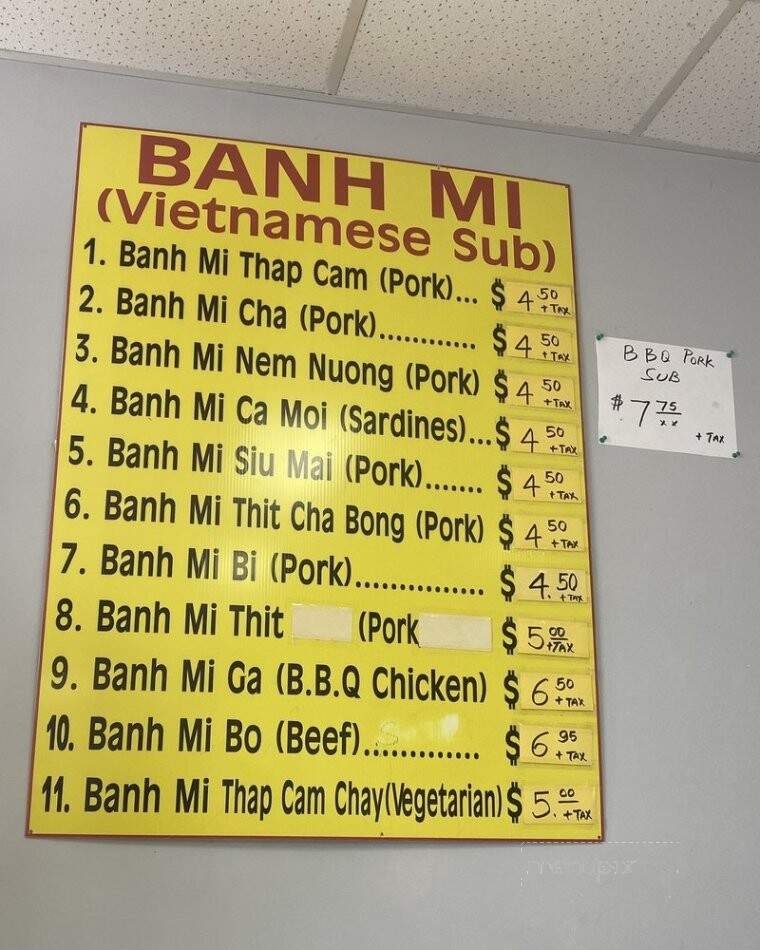 BANH MI
(Vietnamese Sub)
1. Banh Mi Thap Cam (Pork)... $ 4 50 + TAX
2. Banh Mi Cha (Pork)............ $ 4 50 + TAX
3. Banh Mi Nem Nuong (Pork) $ 4 50 + TAX
4. Banh Mi Ca Moi (Sardines)...$ 4 50 + TAX
5. Banh Mi Siu Mai (Pork)....... $ 4 50 + TAX
6. Banh Mi Thit Cha Bong (Pork) $ 4 50 + TAX
7. Banh Mi Bi (Pork)............... $ 4.50 + TAX
8. Banh Mi Thit (Pork $ 5 00 +TAX
9. Banh Mi Ga (B.B.Q Chicken) $ 6 50 + TAX
10. Banh Mi Bo (Beef)............. $ 6 95 + TAX
11. Banh Mi Thap Cam Chay(Vegetarian) $ 5. 00 + TAX
BBQ PORK
SUB
$ 7 75/xx
+ TAX